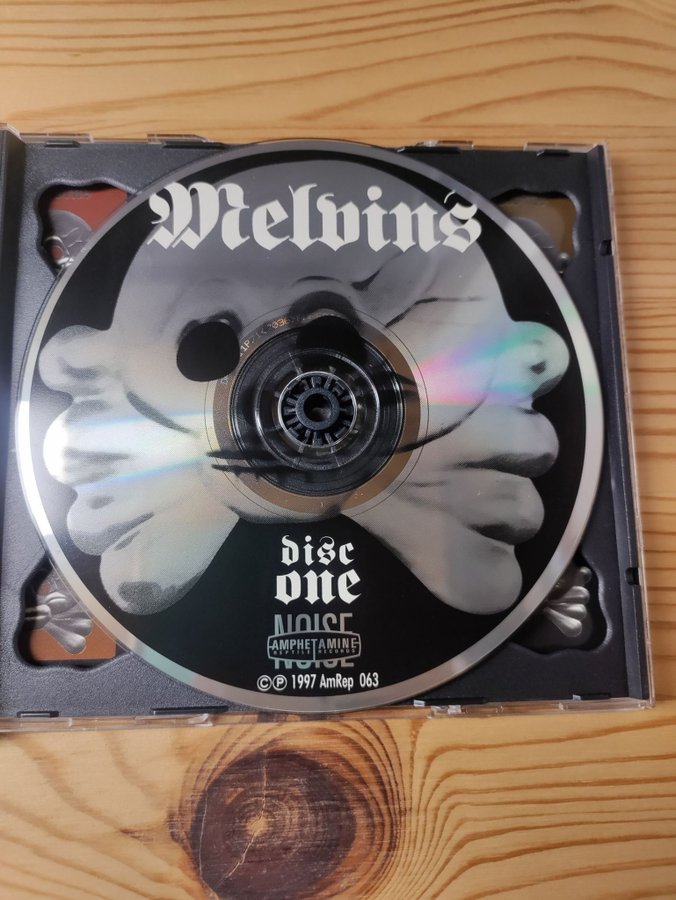 Melvins
disc
one
NOISE
AMPHETAMINE
REPTILE RECORDS
NOISE
©℗ 1997 AmRep 063